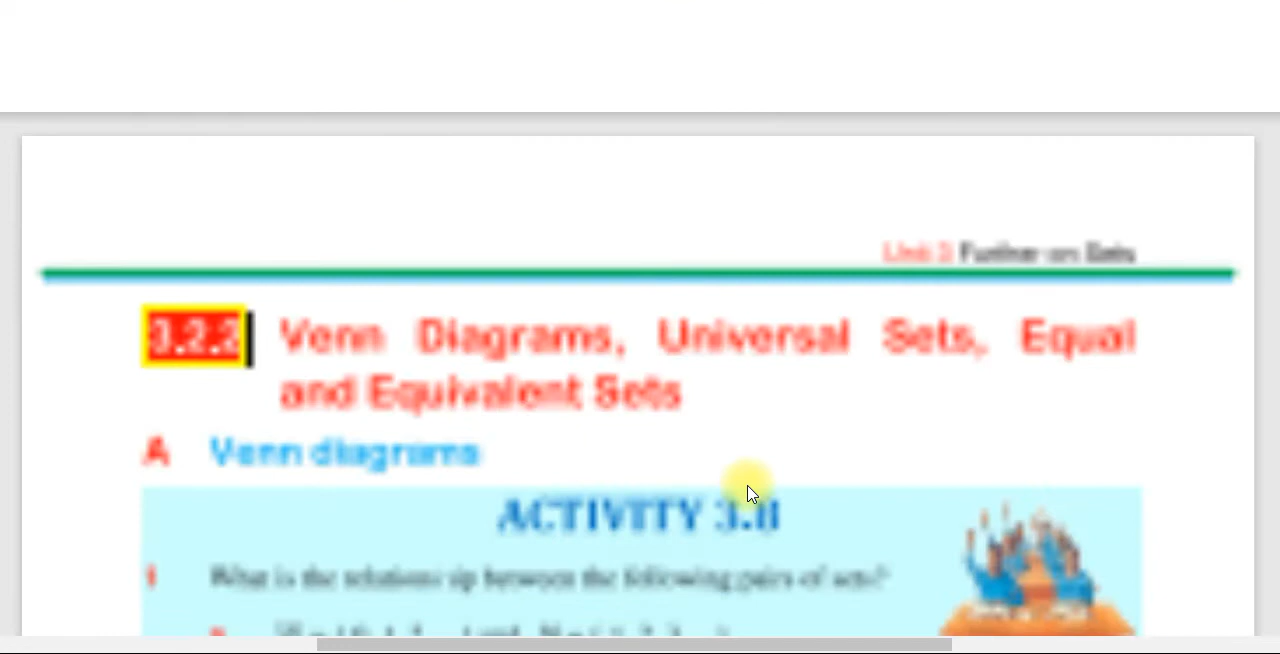 Unit 3 Further on Sets
3.2.2 Venn Diagrams, Universal Sets, Equal
and Equivalent Sets
A Venn diagrams
ACTIVITY 3.8
1 What is the relationship between the following pairs of sets?